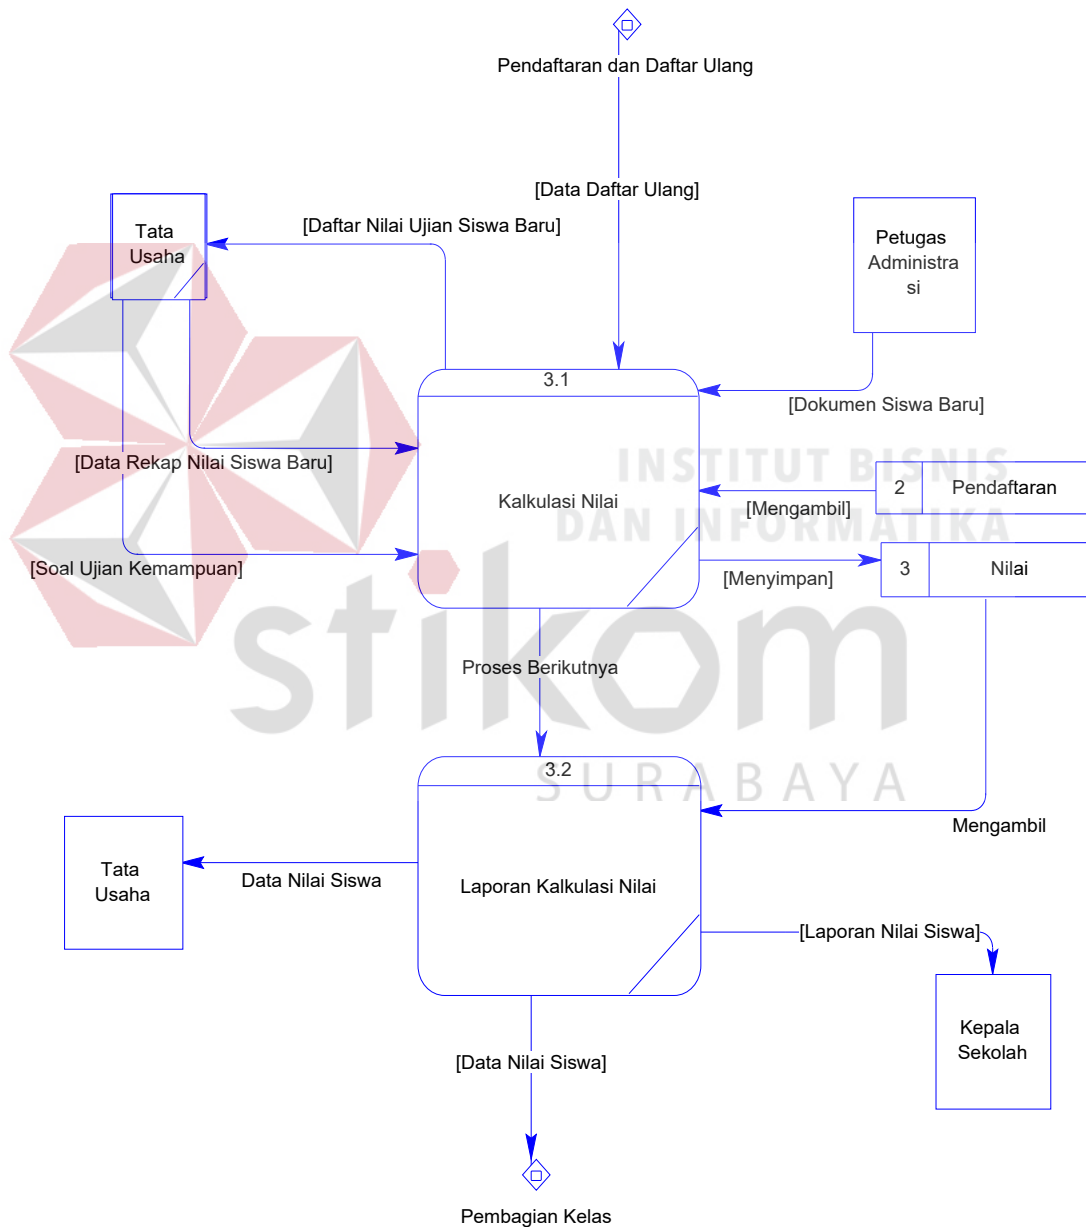 Pendaftaran dan Daftar Ulang
[Data Daftar Ulang]
[Daftar Nilai Ujian Siswa Baru]
Tata
Usaha
Petugas
Administra
si
3.1
[Dokumen Siswa Baru]
[Data Rekap Nilai Siswa Baru]
INSTITUT BISNIS
DAN INFORMATIKA
2
Pendaftaran
Kalkulasi Nilai
[Mengambil]
[Soal Ujian Kemampuan]
[Menyimpan]
3
Nilai
stikom
Proses Berikutnya
SURABAYA
3.2
Mengambil
Tata
Usaha
Data Nilai Siswa
Laporan Kalkulasi Nilai
[Laporan Nilai Siswa]
Kepala
Sekolah
[Data Nilai Siswa]
Pembagian Kelas